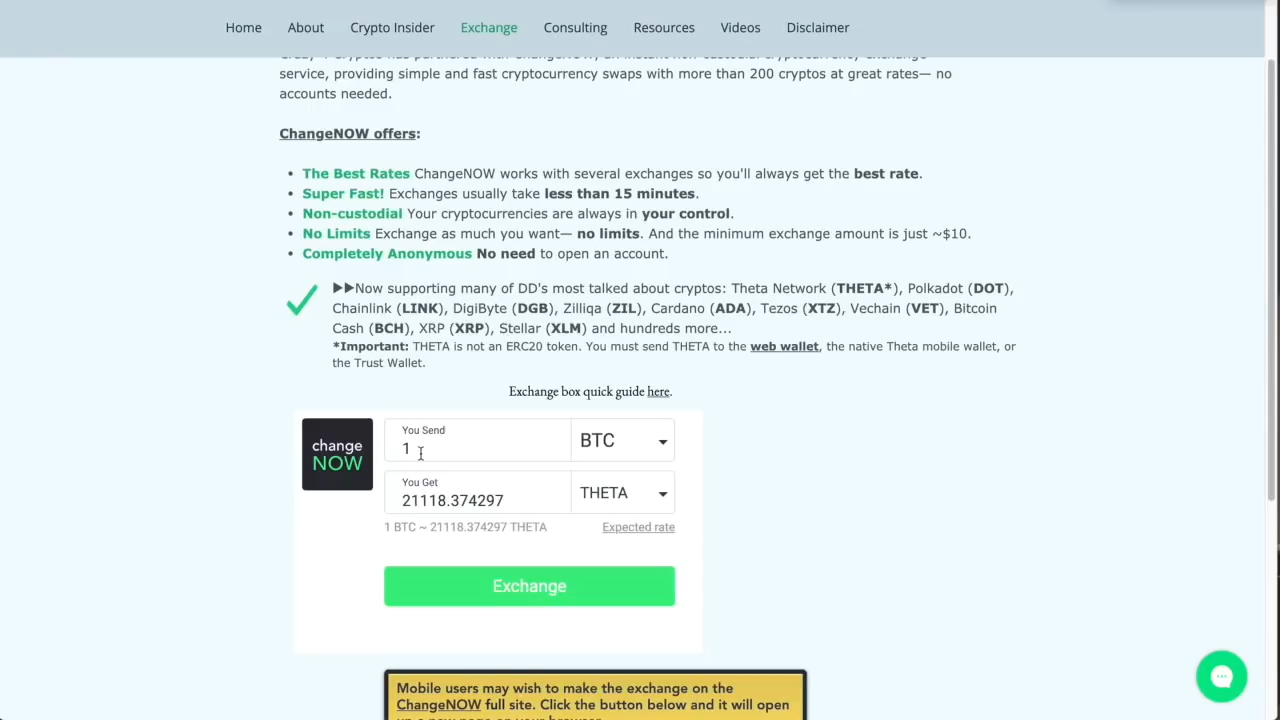 Home About Crypto Insider Exchange Consulting Resources Videos Disclaimer
service, providing simple and fast cryptocurrency swaps with more than 200 cryptos at great rates— no
accounts needed.
ChangeNOW offers:
• The Best Rates ChangeNOW works with several exchanges so you'll always get the best rate.
• Super Fast! Exchanges usually take less than 15 minutes.
• Non-custodial Your cryptocurrencies are always in your control.
• No Limits Exchange as much you want— no limits. And the minimum exchange amount is just ~$10.
• Completely Anonymous No need to open an account.
▶▶Now supporting many of DD's most talked about cryptos: Theta Network (THETA*), Polkadot (DOT),
Chainlink (LINK), DigiByte (DGB), Zilliqa (ZIL), Cardano (ADA), Tezos (XTZ), Vechain (VET), Bitcoin
Cash (BCH), XRP (XRP), Stellar (XLM) and hundreds more...
*Important: THETA is not an ERC20 token. You must send THETA to the web wallet, the native Theta mobile wallet, or
the Trust Wallet.
Exchange box quick guide here.
change
NOW
You Send
1
BTC
You Get
21118.374297
THETA
1 BTC ~ 21118.374297 THETA
Expected rate
Exchange
Mobile users may wish to make the exchange on the
ChangeNOW full site. Click the button below and it will open